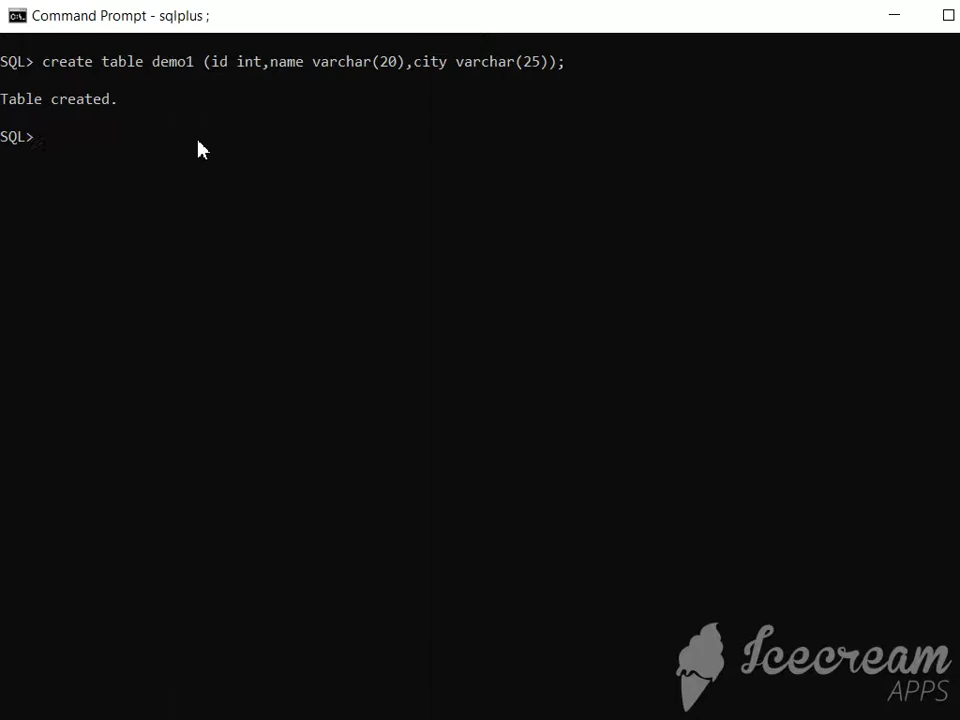 Command Prompt - sqlplus ;
SQL> create table demo1 (id int,name varchar(20),city varchar(25));
Table created.
SQL>
Icecream
APPS